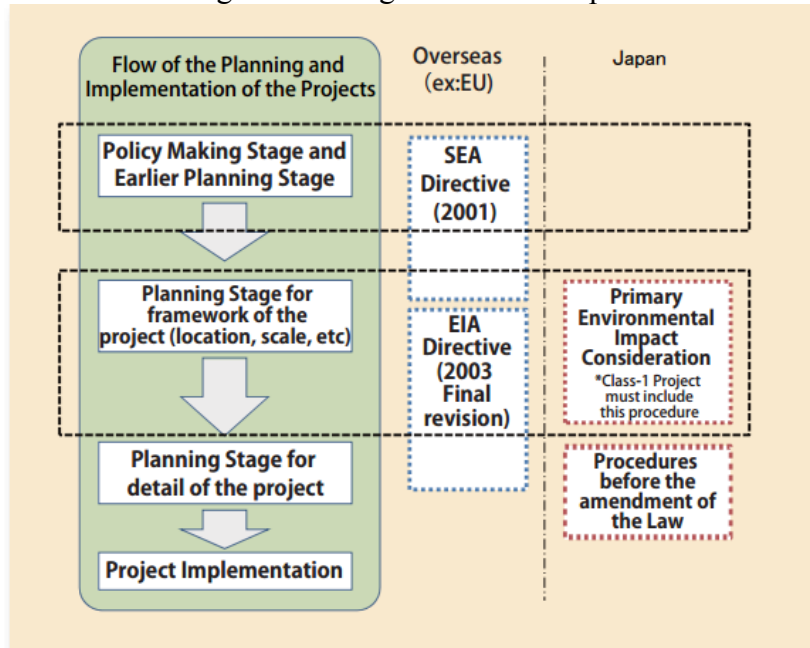 Flow of the Planning and
Implementation of the Projects
Overseas
(ex:EU)
Japan
Policy Making Stage and
Earlier Planning Stage
SEA
Directive
(2001)
Planning Stage for
framework of the
project (location, scale, etc)
EIA
Directive
(2003
Final
revision)
Primary
Environmental
Impact
Consideration
*Class-1 Project
must include
this procedure
Planning Stage for
detail of the project
Procedures
before the
amendment of
the Law
Project Implementation